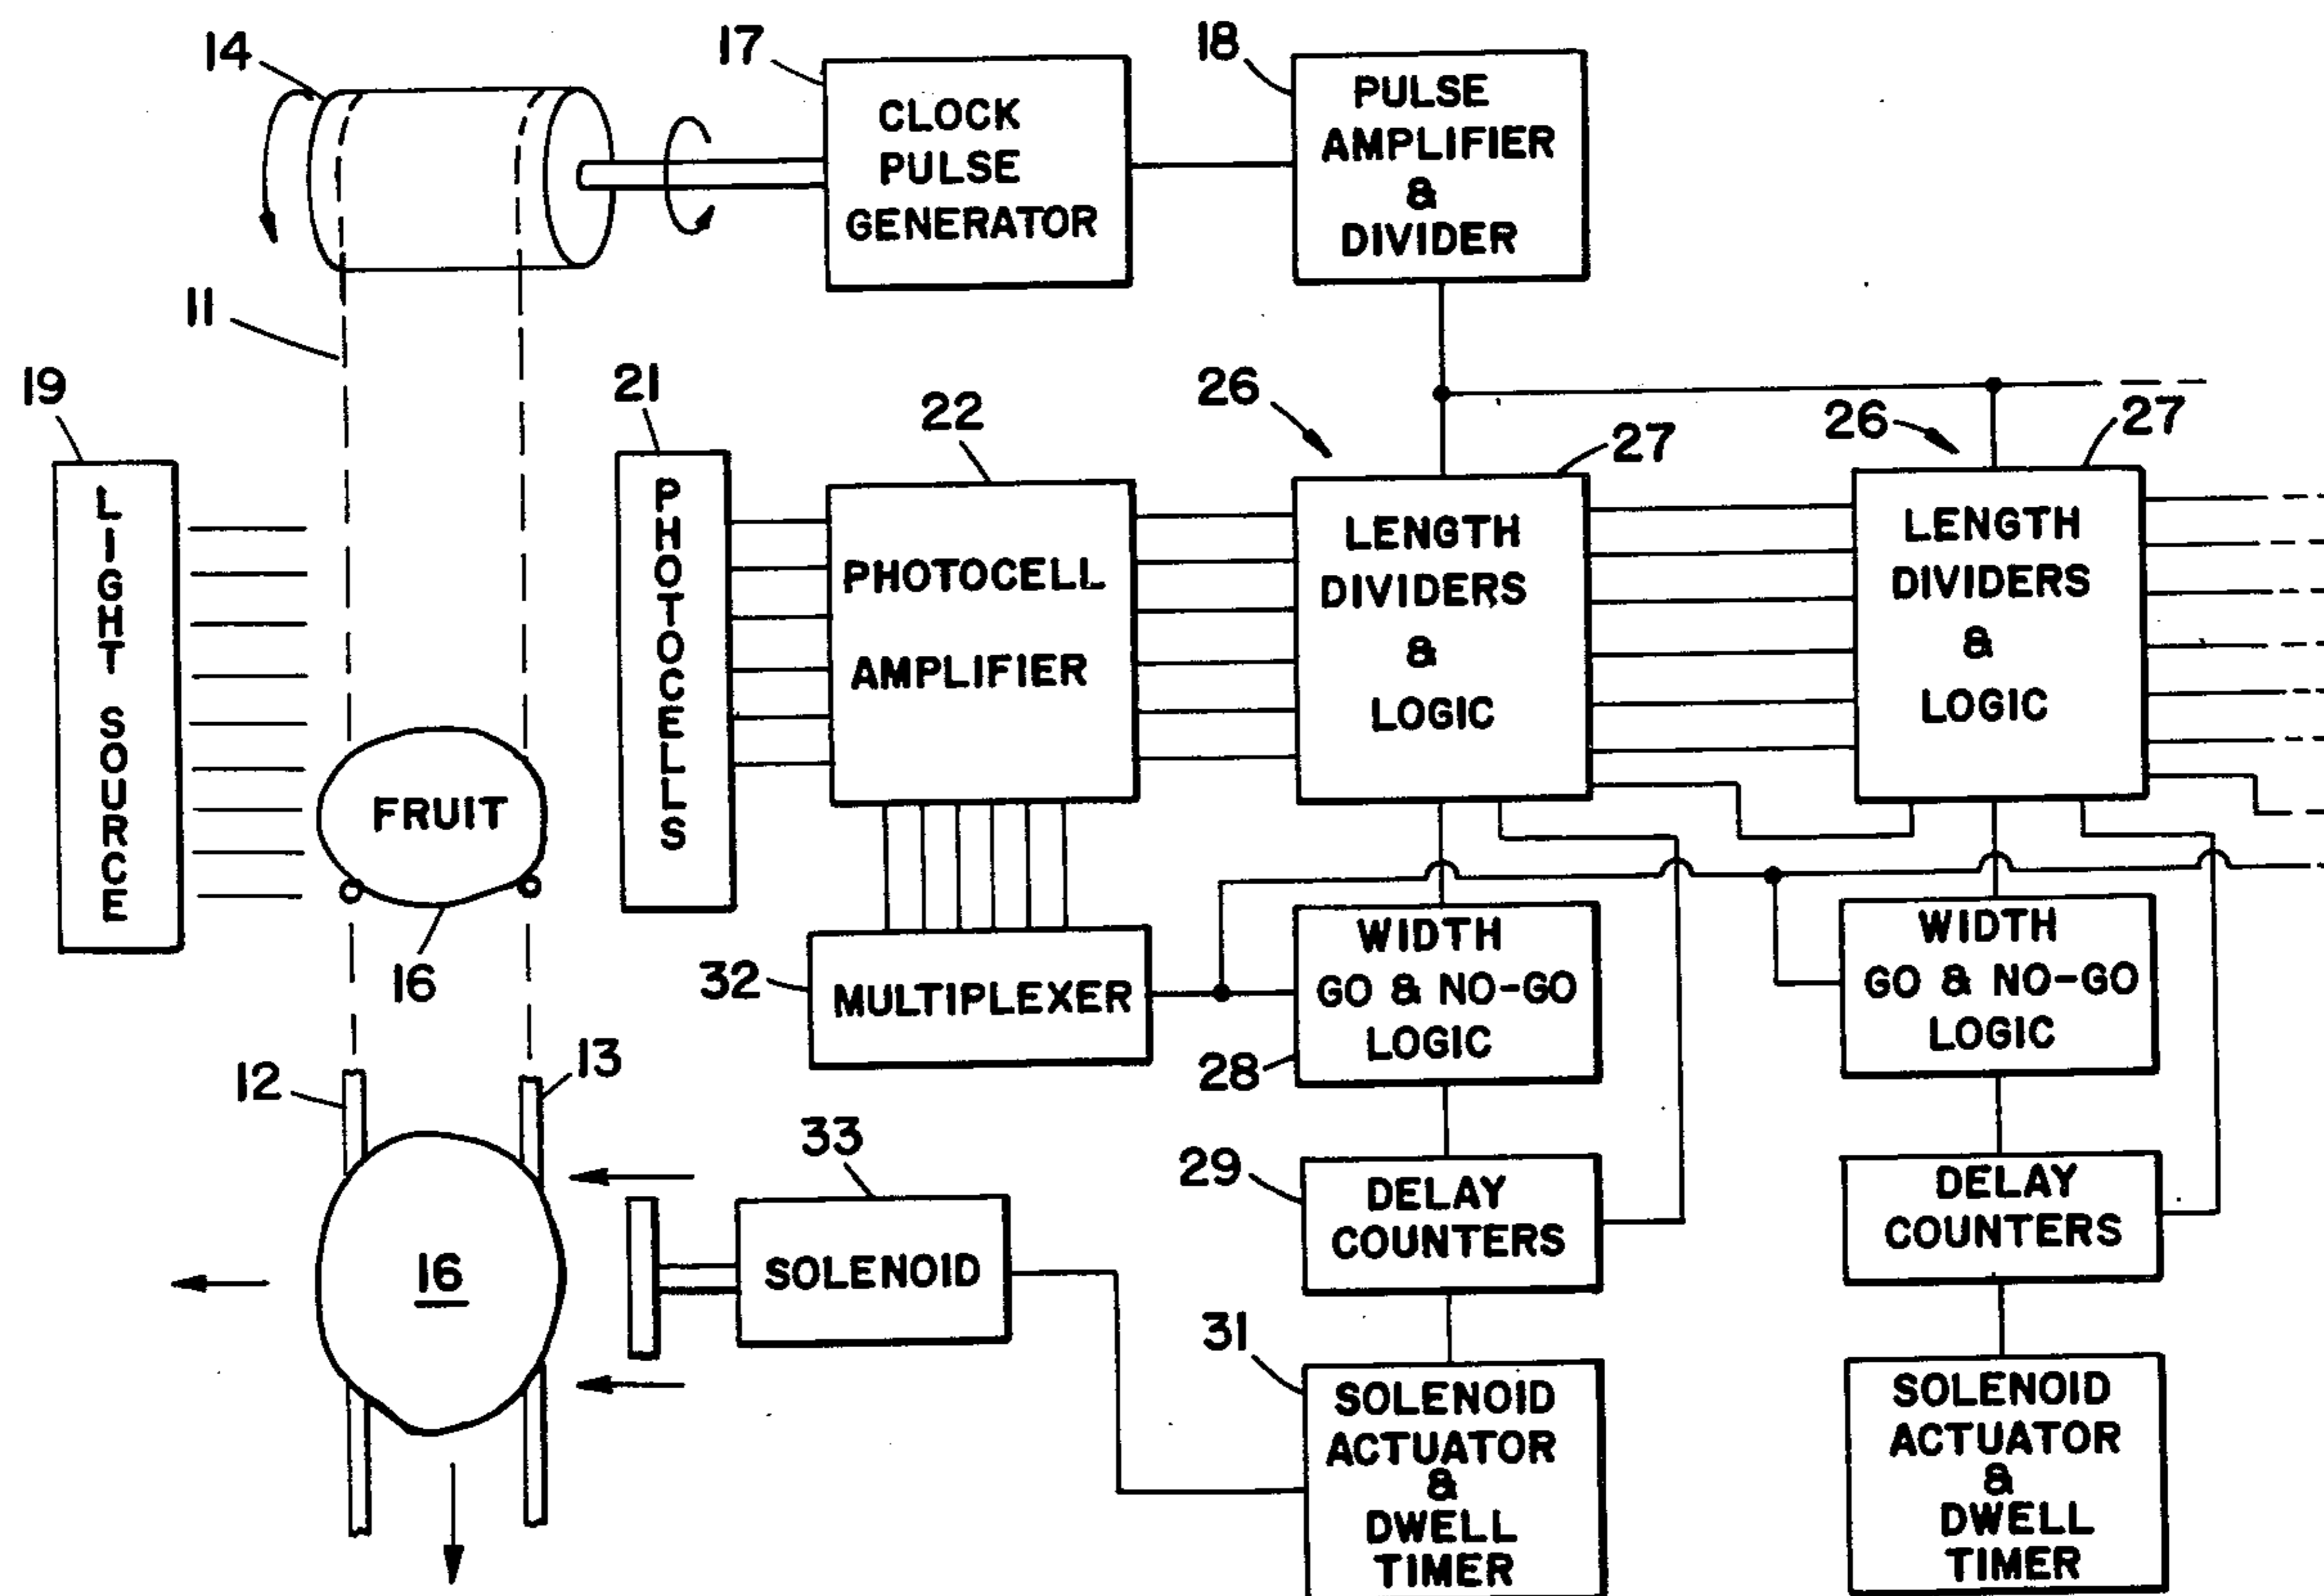 14
17
CLOCK
PULSE
GENERATOR
18
PULSE
AMPLIFIER
&
DIVIDER
11
19
LIGHT SOURCE
21
PHOTOCELLS
22
PHOTOCELL
AMPLIFIER
26
27
LENGTH
DIVIDERS
&
LOGIC
26
27
LENGTH
DIVIDERS
&
LOGIC
FRUIT
16
32
MULTIPLEXER
WIDTH
GO & NO-GO
LOGIC
28
WIDTH
GO & NO-GO
LOGIC
12
13
16
33
SOLENOID
29
DELAY
COUNTERS
DELAY
COUNTERS
31
SOLENOID
ACTUATOR
&
DWELL
TIMER
SOLENOID
ACTUATOR
&
DWELL
TIMER